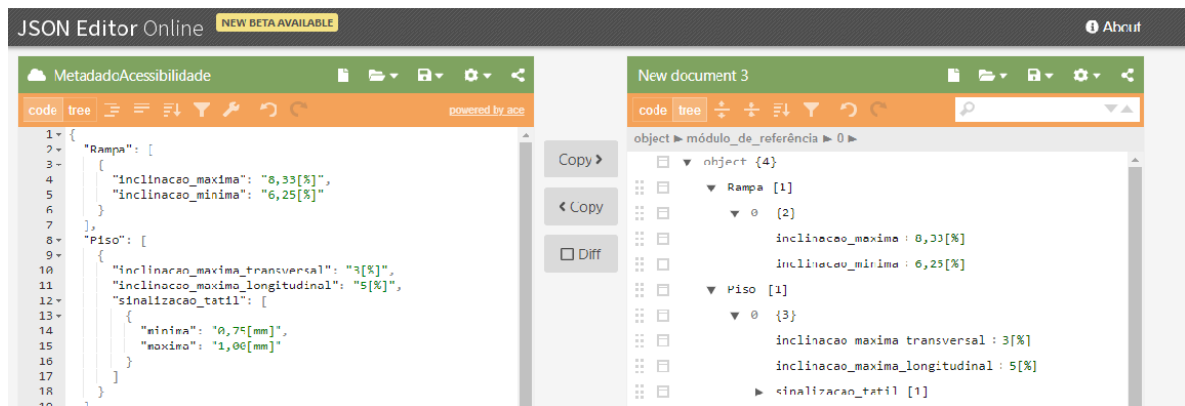 JSON Editor Online NEW BETA AVAILABLE About
MetadadoAcessibilidade
code tree powered by ace
1 {
2 "Rampa": [
3 {
4 "inclinacao_maxima": "8,33[%]",
5 "inclinacao_minima": "6,25[%]"
6 }
7 ],
8 "Piso": [
9 {
10 "inclinacao_maxima_transversal": "3[%]",
11 "inclinacao_maxima_longitudinal": "5[%]",
12 "sinalizacao_tatil": [
13 {
14 "minima": "0,75[mm]",
15 "maxima": "1,00[mm]"
16 }
17 ]
18 }
19
Copy >
< Copy
Diff
New document 3
code tree
object ► módulo_de_referência ► 0 ►
▼ object {4}
▼ Rampa [1]
▼ 0 {2}
inclinacao_maxima : 8,33[%]
inclinacao_minima : 6,25[%]
▼ Piso [1]
▼ 0 {3}
inclinacao_maxima_transversal : 3[%]
inclinacao_maxima_longitudinal : 5[%]
► sinalizacao_tatil [1]